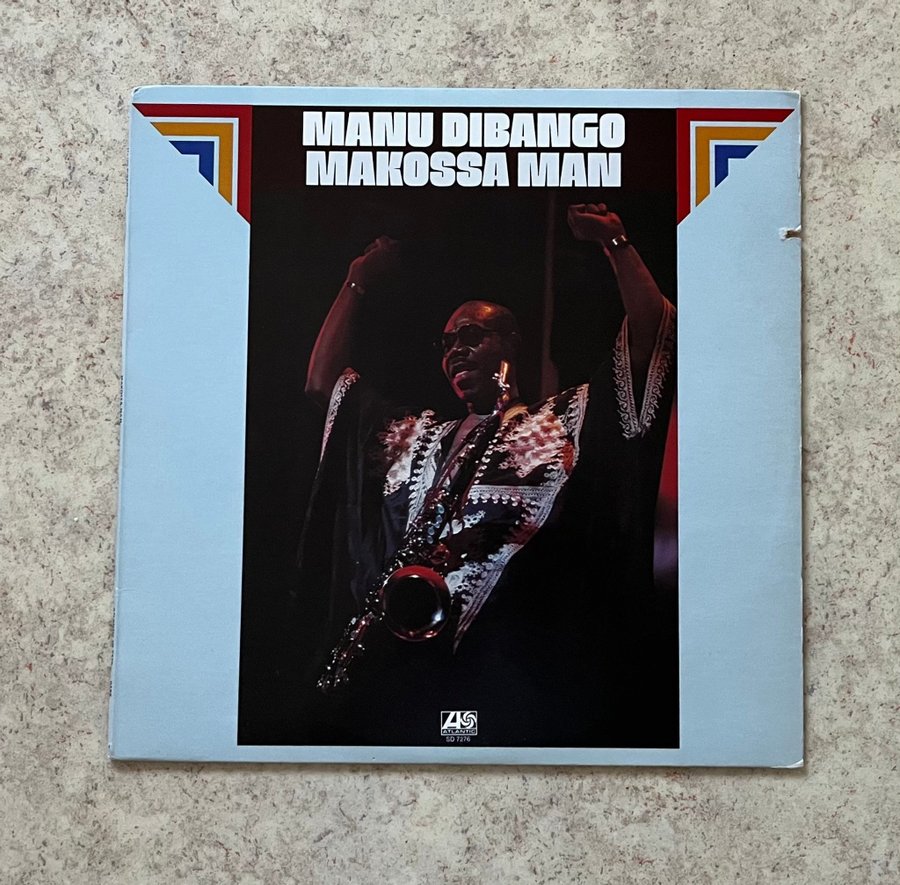 MANU DIBANGO
MAKOSSA MAN
ATLANTIC
SD 7276